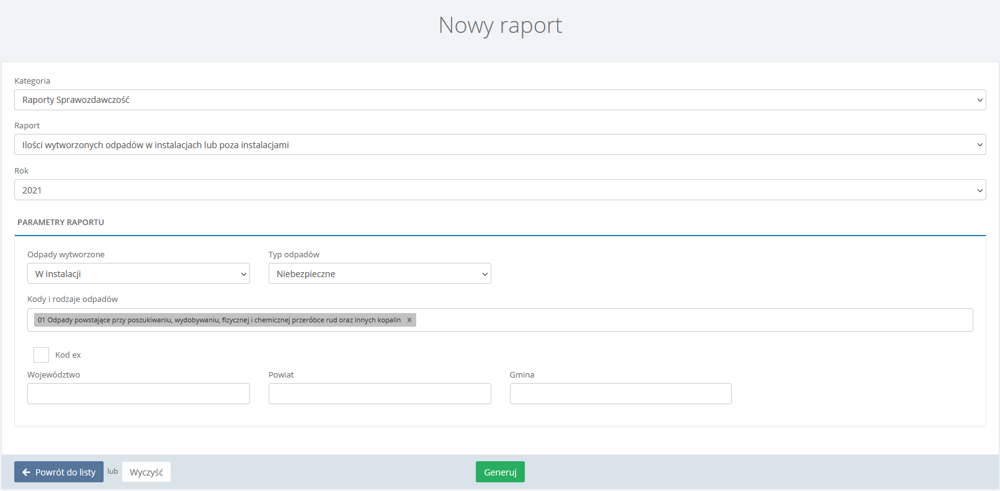 Nowy raport
Kategoria
Raporty Sprawozdawczość
Raport
Ilości wytworzonych odpadów w instalacjach lub poza instalacjami
Rok
2021
PARAMETRY RAPORTU
Odpady wytworzone Typ odpadów
W instalacji Niebezpieczne
Kody i rodzaje odpadów
01 Odpady powstające przy poszukiwaniu, wydobywaniu, fizycznej i chemicznej przeróbce rud oraz innych kopalin ×
Kod ex
Województwo Powiat Gmina
Powrót do listy lub Wyczyść Generuj